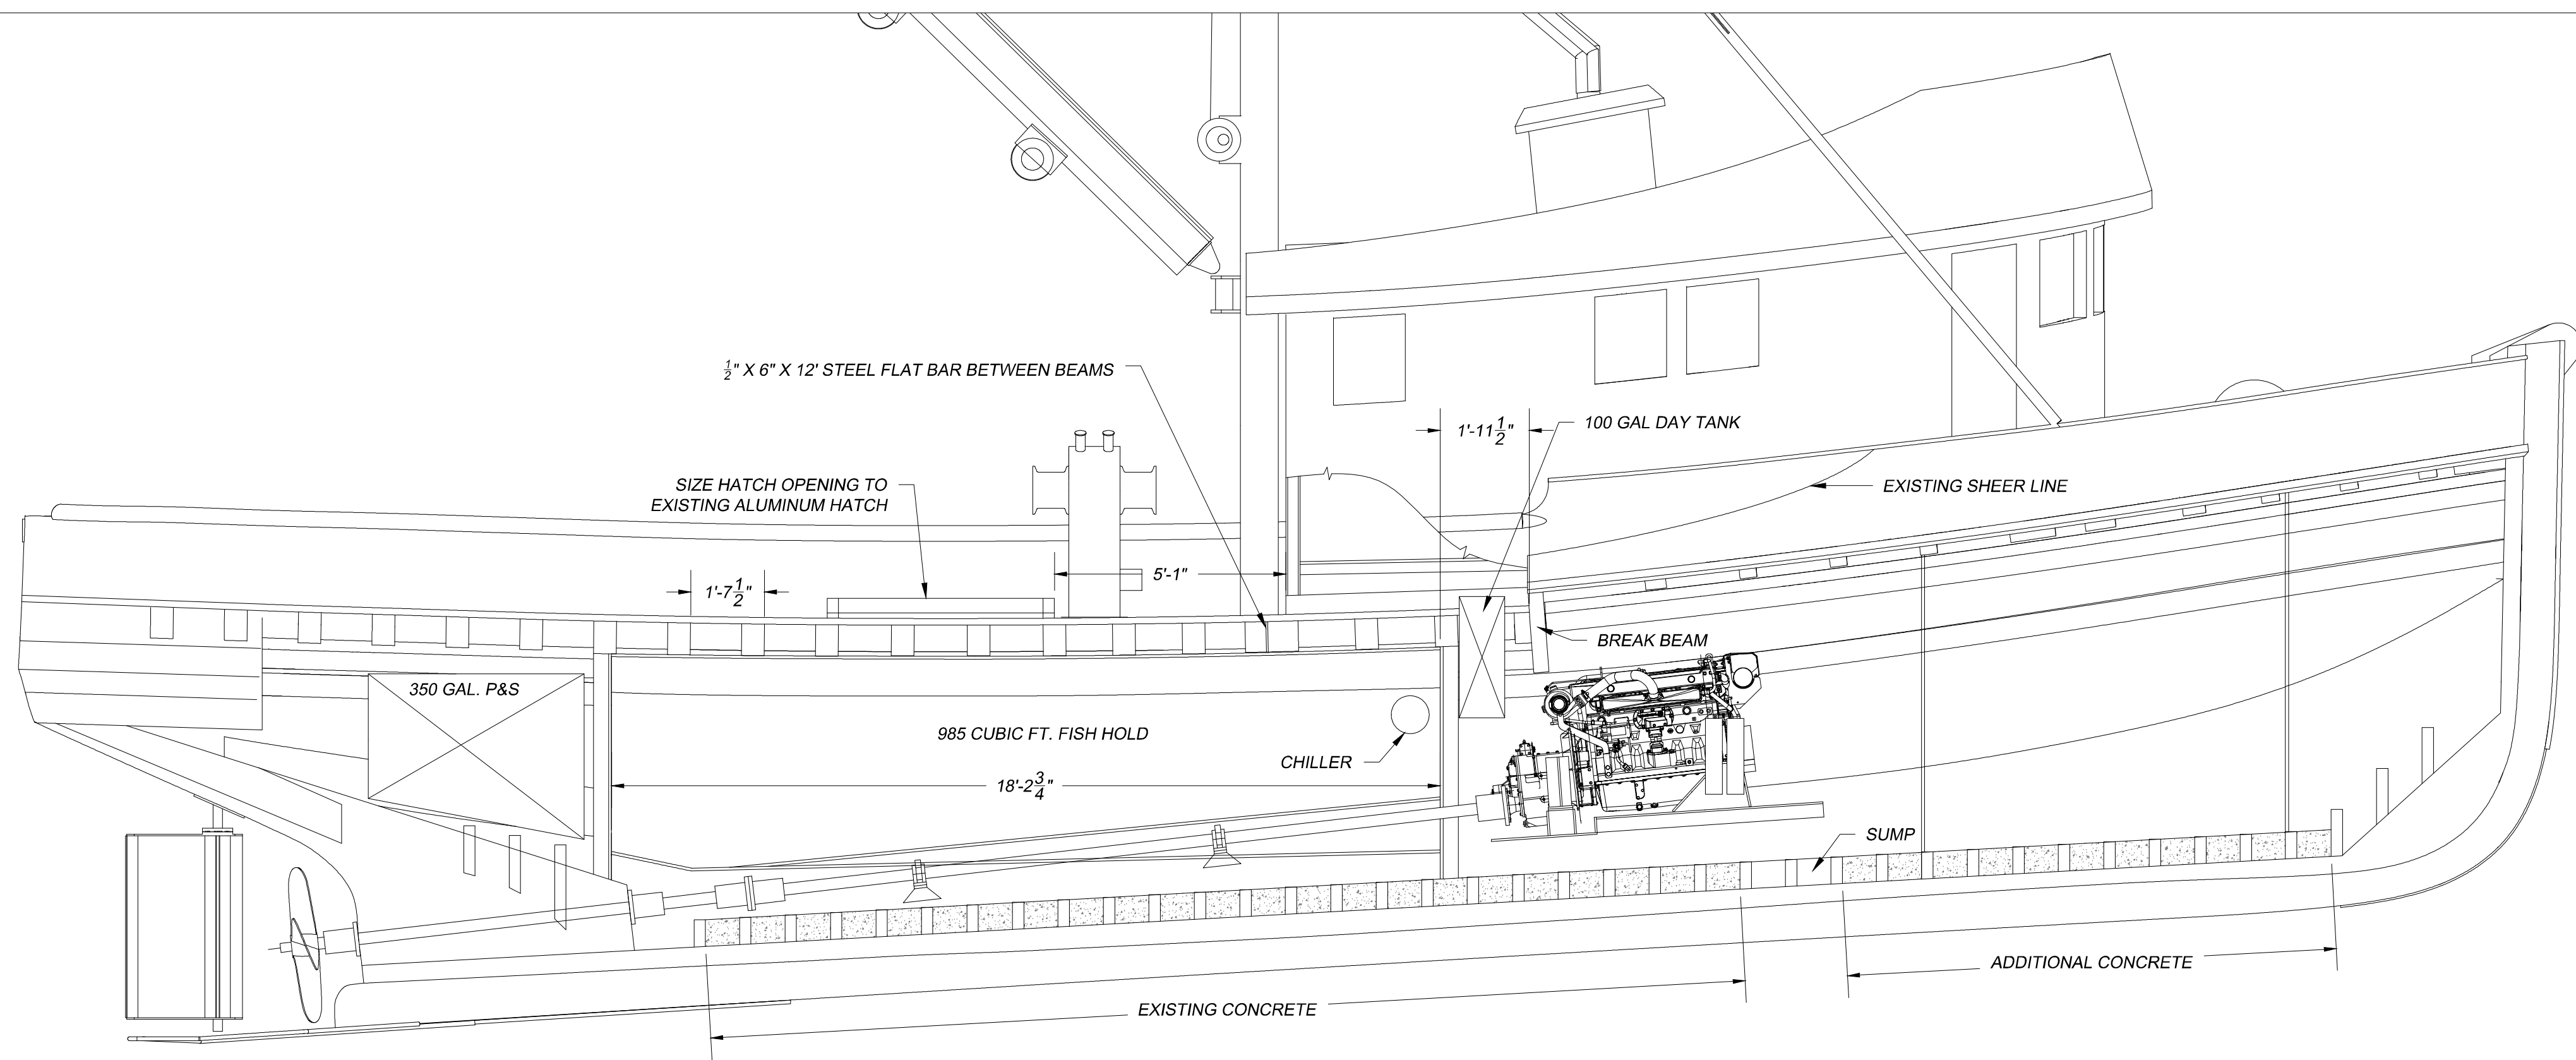 ½" X 6" X 12' STEEL FLAT BAR BETWEEN BEAMS
1'-11½"
100 GAL DAY TANK
SIZE HATCH OPENING TO
EXISTING ALUMINUM HATCH
EXISTING SHEER LINE
1'-7½"
5'-1"
BREAK BEAM
350 GAL. P&S
985 CUBIC FT. FISH HOLD
CHILLER
18'-2¾"
SUMP
ADDITIONAL CONCRETE
EXISTING CONCRETE